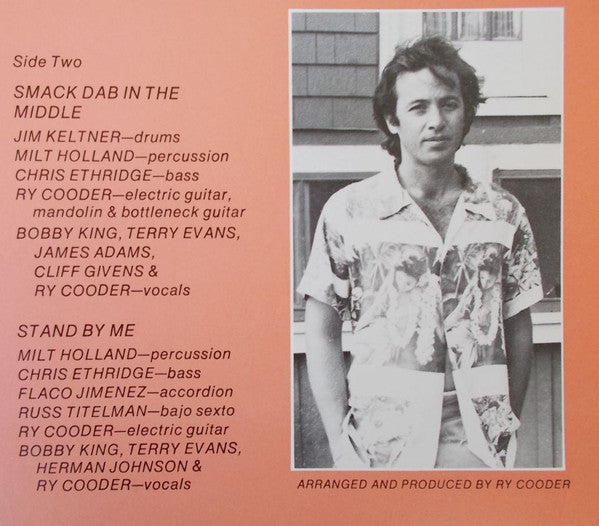 Side Two
SMACK DAB IN THE
MIDDLE
JIM KELTNER—drums
MILT HOLLAND—percussion
CHRIS ETHRIDGE—bass
RY COODER—electric guitar,
mandolin & bottleneck guitar
BOBBY KING, TERRY EVANS,
JAMES ADAMS,
CLIFF GIVENS &
RY COODER—vocals
STAND BY ME
MILT HOLLAND—percussion
CHRIS ETHRIDGE—bass
FLACO JIMENEZ—accordion
RUSS TITELMAN—bajo sexto
RY COODER—electric guitar
BOBBY KING, TERRY EVANS,
HERMAN JOHNSON &
RY COODER—vocals
ARRANGED AND PRODUCED BY RY COODER